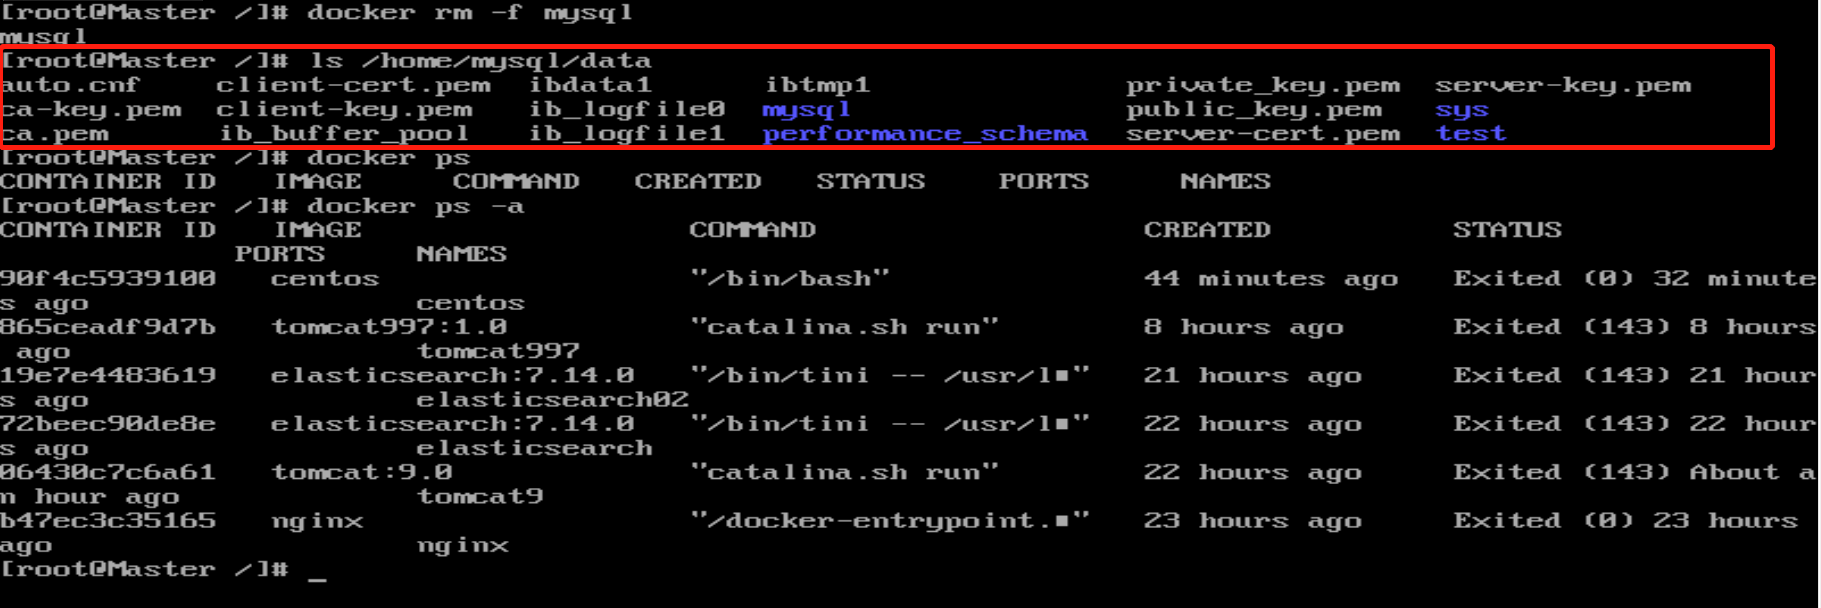 [root@Master /]# docker rm -f mysql
mysql
[root@Master /]# ls /home/mysql/data
auto.cnf client-cert.pem ibdata1 ibtmp1 private_key.pem server-key.pem
ca-key.pem client-key.pem ib_logfile0 mysql public_key.pem sys
ca.pem ib_buffer_pool ib_logfile1 performance_schema server-cert.pem test
[root@Master /]# docker ps
CONTAINER ID IMAGE COMMAND CREATED STATUS PORTS NAMES
[root@Master /]# docker ps -a
CONTAINER ID IMAGE COMMAND CREATED STATUS
PORTS NAMES
90f4c5939100 centos "/bin/bash" 44 minutes ago Exited (0) 32 minute
s ago centos
865ceadf9d7b tomcat997:1.0 "catalina.sh run" 8 hours ago Exited (143) 8 hours
ago tomcat997
19e7e4483619 elasticsearch:7.14.0 "/bin/tini -- /usr/l■" 21 hours ago Exited (143) 21 hour
s ago elasticsearch02
72beec90de8e elasticsearch:7.14.0 "/bin/tini -- /usr/l■" 22 hours ago Exited (143) 22 hour
s ago elasticsearch
06430c7c6a61 tomcat:9.0 "catalina.sh run" 22 hours ago Exited (143) About a
n hour ago tomcat9
b47ec3c35165 nginx "/docker-entrypoint.■" 23 hours ago Exited (0) 23 hours
ago nginx
[root@Master /]# _